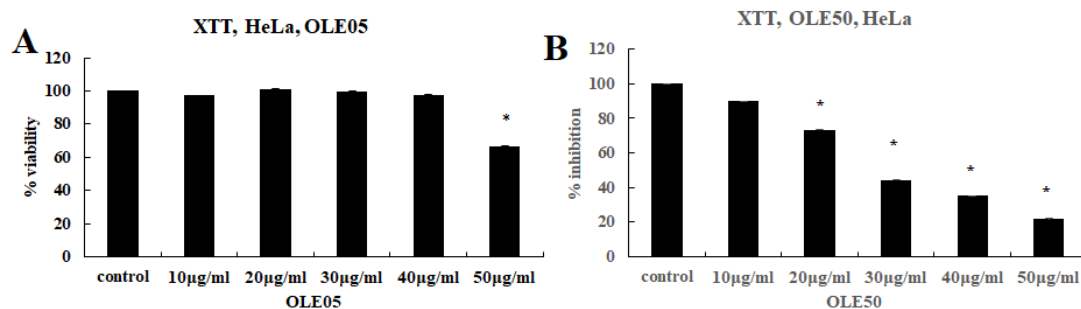 A
XTT, HeLa, OLE05
% viability
120
100
80
60
40
20
0
*
control 10µg/ml 20µg/ml 30µg/ml 40µg/ml 50µg/ml
OLE05
B
XTT, OLE50, HeLa
% inhibition
120
100
80
60
40
20
0
* * * *
control 10µg/ml 20µg/ml 30µg/ml 40µg/ml 50µg/ml
OLE50